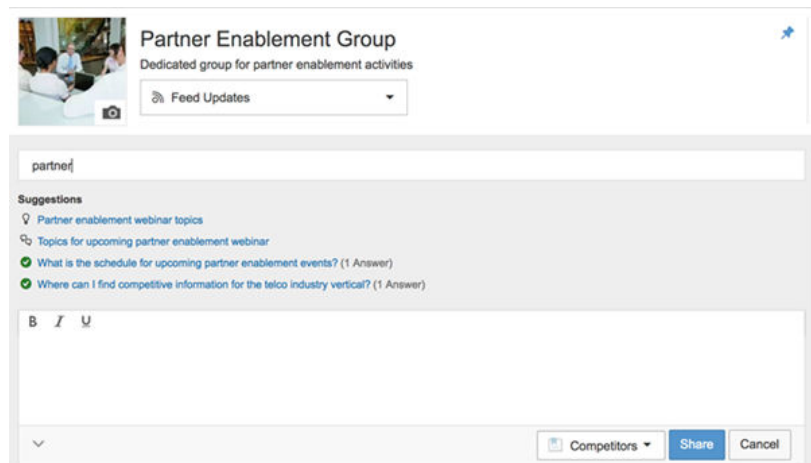 Partner Enablement Group
Dedicated group for partner enablement activities
Feed Updates
partner
Suggestions
Partner enablement webinar topics
Topics for upcoming partner enablement webinar
What is the schedule for upcoming partner enablement events? (1 Answer)
Where can I find competitive information for the telco industry vertical? (1 Answer)
B I U
Competitors Share Cancel